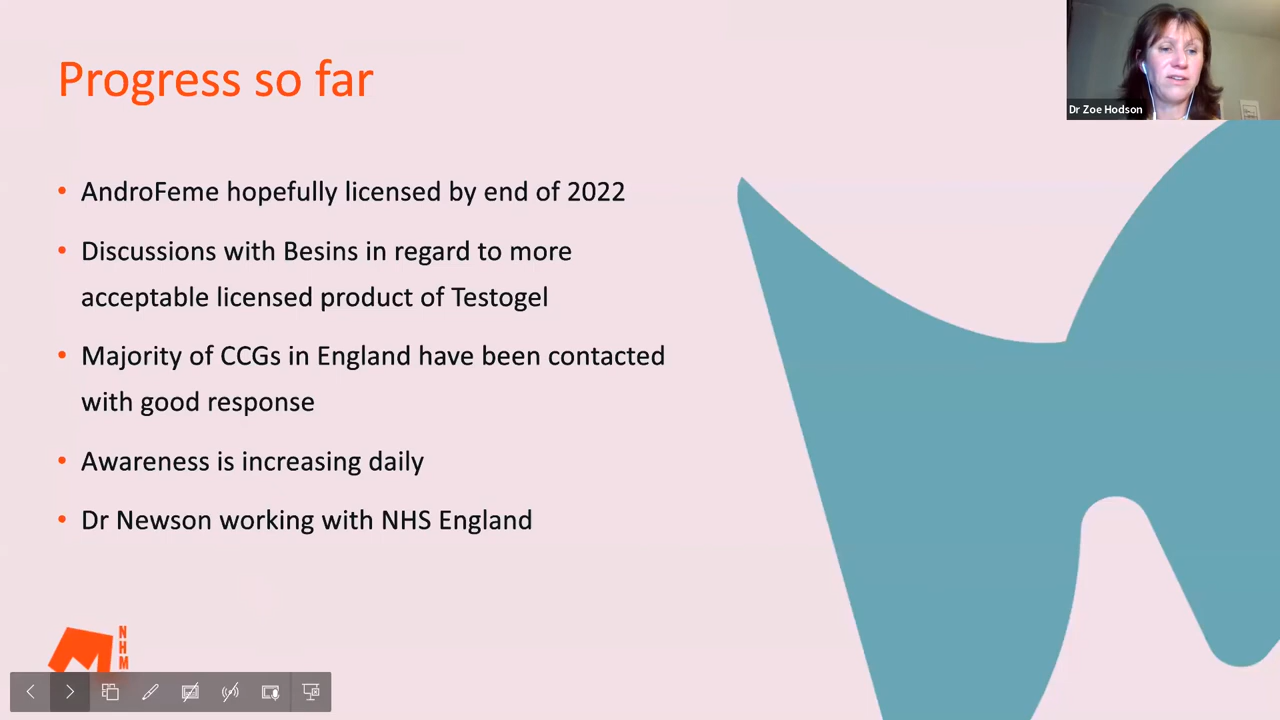 Progress so far
Dr Zoe Hodson
• AndroFeme hopefully licensed by end of 2022
• Discussions with Besins in regard to more
acceptable licensed product of Testogel
• Majority of CCGs in England have been contacted
with good response
• Awareness is increasing daily
• Dr Newson working with NHS England
NHM